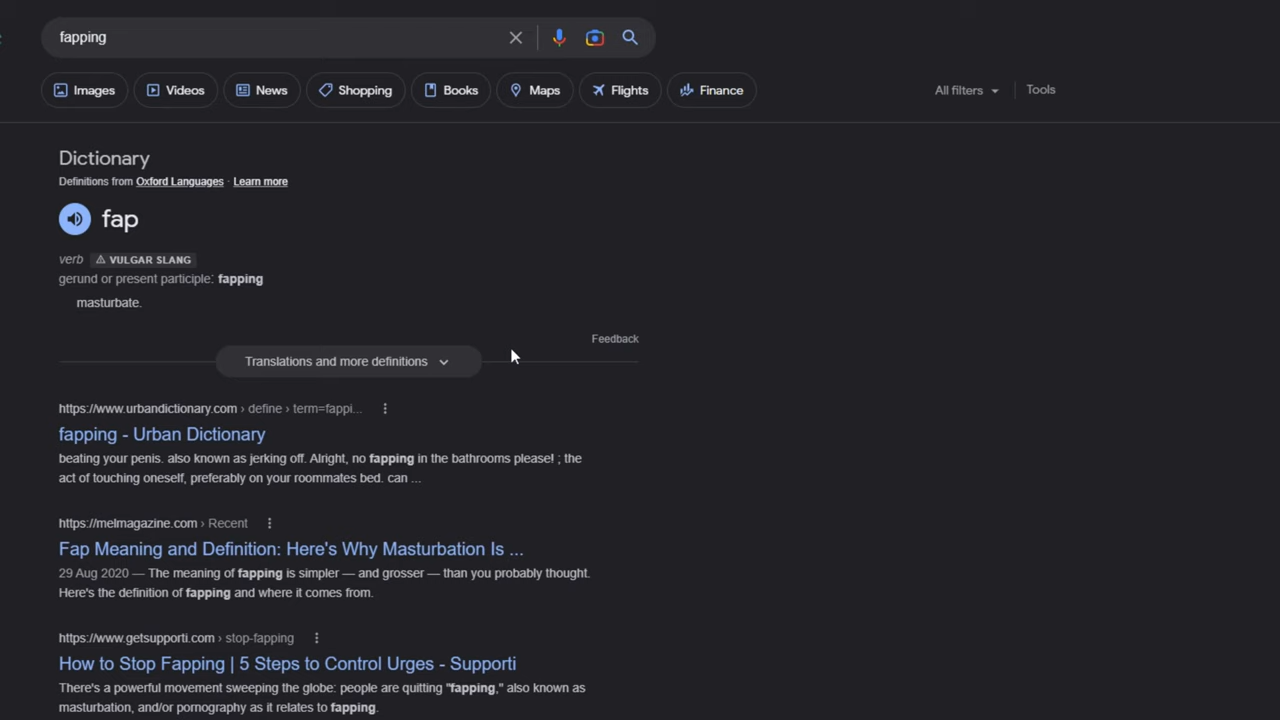 fapping
Images Videos News Shopping Books Maps Flights Finance All filters Tools
Dictionary
Definitions from Oxford Languages · Learn more
fap
verb VULGAR SLANG
gerund or present participle: fapping
masturbate.
Feedback
Translations and more definitions
https://www.urbandictionary.com › define › term=fappi...
fapping - Urban Dictionary
beating your penis. also known as jerking off. Alright, no fapping in the bathrooms please! ; the
act of touching oneself, preferably on your roommates bed. can ...
https://melmagazine.com › Recent
Fap Meaning and Definition: Here's Why Masturbation Is ...
29 Aug 2020 — The meaning of fapping is simpler — and grosser — than you probably thought.
Here's the definition of fapping and where it comes from.
https://www.getsupporti.com › stop-fapping
How to Stop Fapping | 5 Steps to Control Urges - Supporti
There's a powerful movement sweeping the globe: people are quitting "fapping," also known as
masturbation, and/or pornography as it relates to fapping.